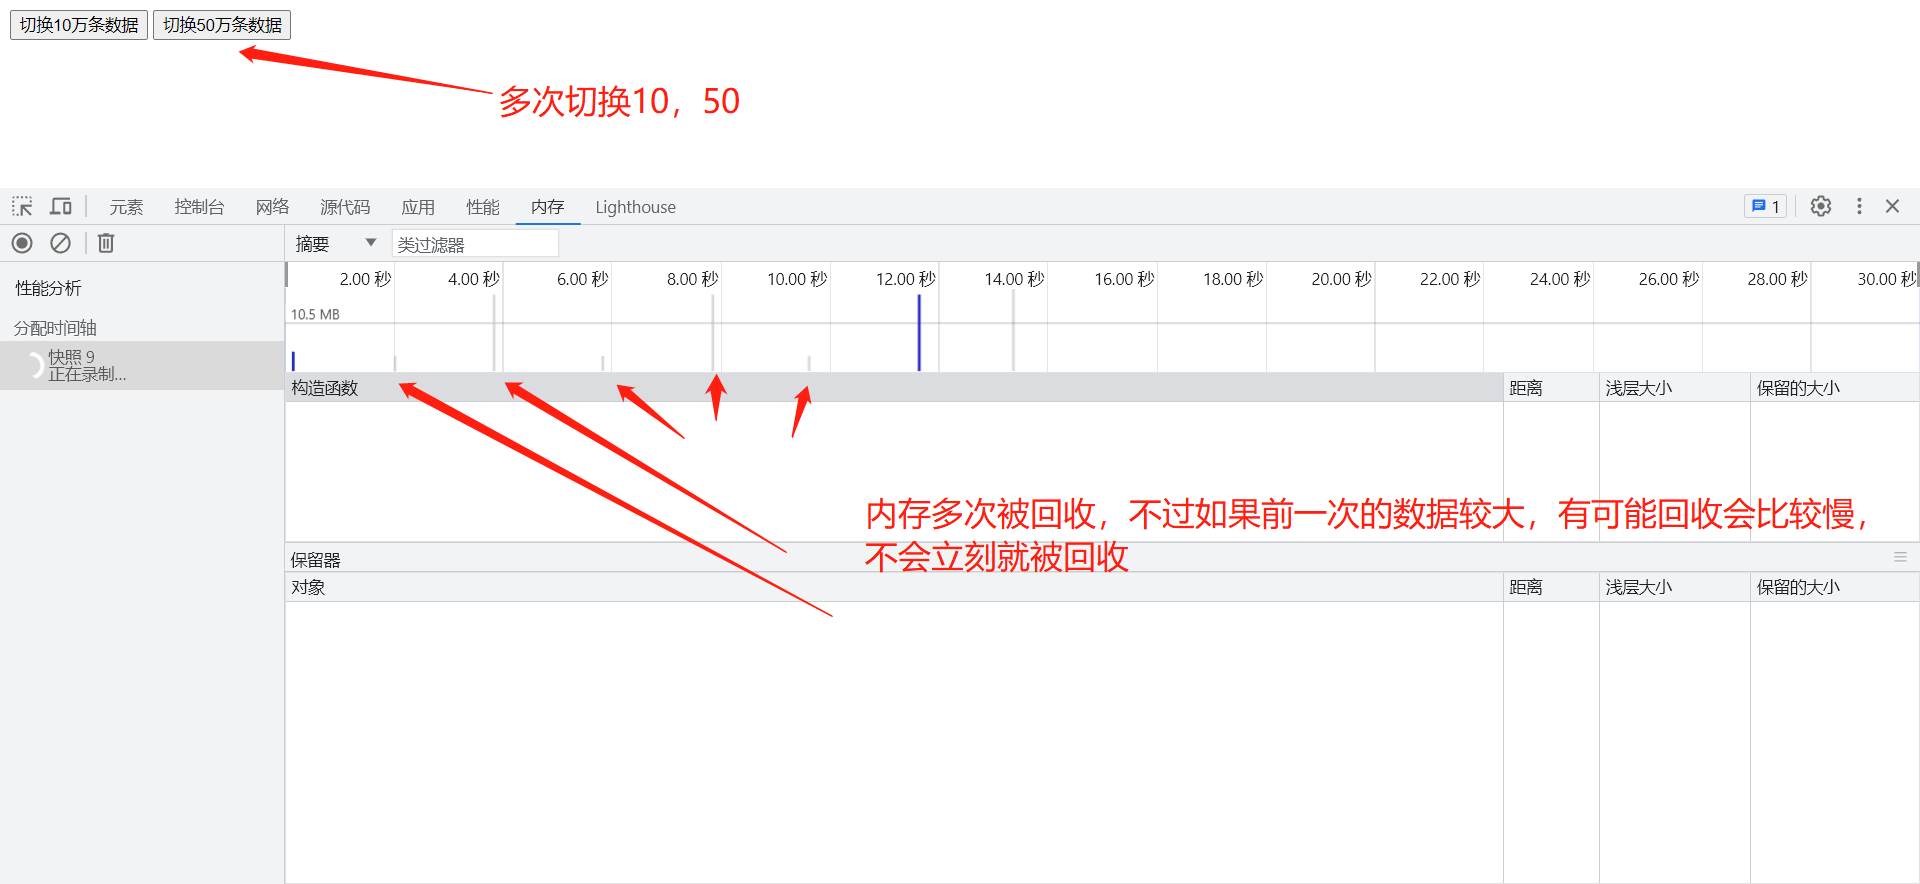 切换10万条数据 切换50万条数据
多次切换10，50
元素 控制台 网络 源代码 应用 性能 内存 Lighthouse 1
摘要 类过滤器
性能分析
分配时间轴
快照 9
正在录制...
2.00 秒 4.00 秒 6.00 秒 8.00 秒 10.00 秒 12.00 秒 14.00 秒 16.00 秒 18.00 秒 20.00 秒 22.00 秒 24.00 秒 26.00 秒 28.00 秒 30.00 秒
10.5 MB
构造函数 距离 浅层大小 保留的大小
内存多次被回收，不过如果前一次的数据较大，有可能回收会比较慢，
不会立刻就被回收
保留器
对象 距离 浅层大小 保留的大小